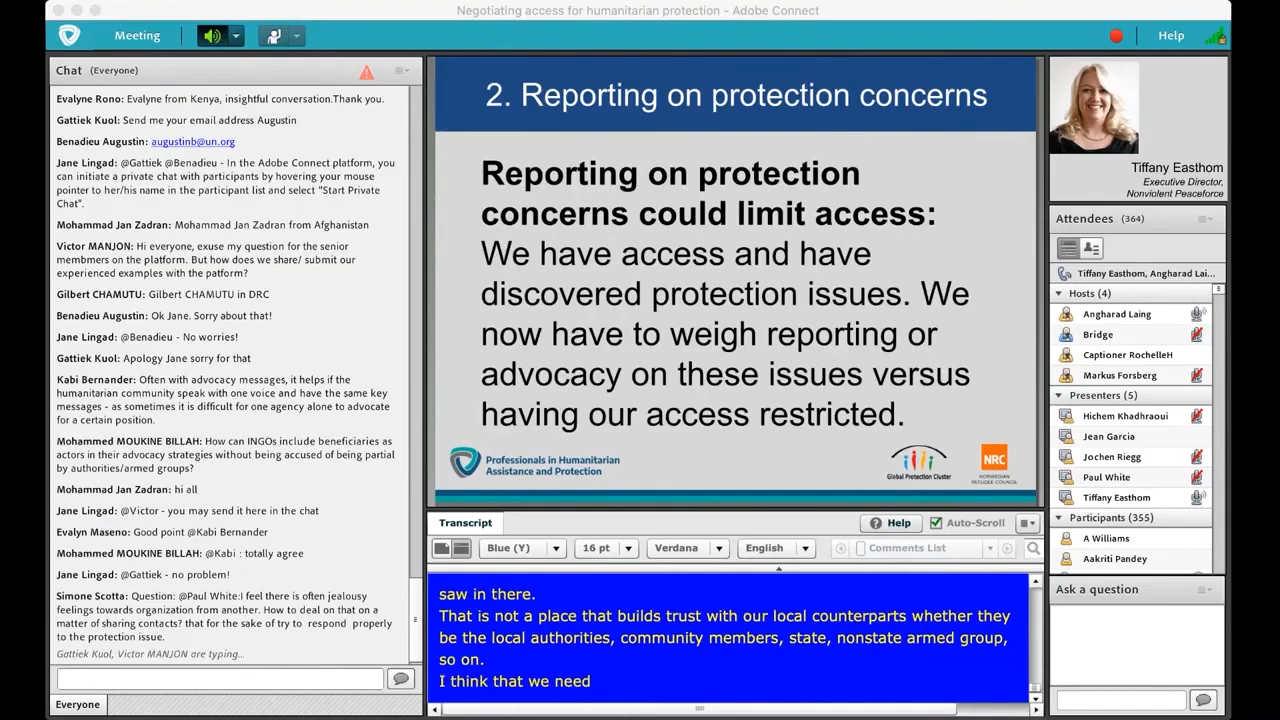 Negotiating access for humanitarian protection - Adobe Connect
Meeting
Help
Chat (Everyone)
Evalyne Rono: Evalyne from Kenya, insightful conversation.Thank you.
Gattiek Kuol: Send me your email address Augustin
Benadieu Augustin: augustinb@un.org
Jane Lingad: @Gattiek @Benadieu - In the Adobe Connect platform, you
can initiate a private chat with participants by hovering your mouse
pointer to her/his name in the participant list and select "Start Private
Chat".
Mohammad Jan Zadran: Mohammad Jan Zadran from Afghanistan
Victor MANJON: Hi everyone, exuse my question for the senior
membmers on the platform. But how does we share/ submit our
experienced examples with the patform?
Gilbert CHAMUTU: Gilbert CHAMUTU in DRC
Benadieu Augustin: Ok Jane. Sorry about that!
Jane Lingad: @Benadieu - No worries!
Gattiek Kuol: Apology Jane sorry for that
Kabi Bernander: Often with advocacy messages, it helps if the
humanitarian community speak with one voice and have the same key
messages - as sometimes it is difficult for one agency alone to advocate
for a certain position.
Mohammed MOUKINE BILLAH: How can INGOs include beneficiaries as
actors in their advocacy strategies without being accused of being partial
by authorities/armed groups?
Mohammad Jan Zadran: hi all
Jane Lingad: @Victor - you may send it here in the chat
Evalyn Maseno: Good point @Kabi Bernander
Mohammed MOUKINE BILLAH: @Kabi : totally agree
Jane Lingad: @Gattiek - no problem!
Simone Scotta: Question: @Paul White:I feel there is often jealousy
feelings towards organization from another. How to deal on that on a
matter of sharing contacts? that for the sake of try to respond properly
to the protection issue.
Gattiek Kuol, Victor MANJON are typing...
Everyone
2. Reporting on protection concerns
Reporting on protection
concerns could limit access:
We have access and have
discovered protection issues. We
now have to weigh reporting or
advocacy on these issues versus
having our access restricted.
Professionals in Humanitarian
Assistance and Protection
Global Protection Cluster
NRC
NORWEGIAN
REFUGEE COUNCIL
Transcript
? Help
Auto-Scroll
Blue (Y)
16 pt
Verdana
English
Comments List
saw in there.
That is not a place that builds trust with our local counterparts whether they
be the local authorities, community members, state, nonstate armed group,
so on.
I think that we need
Tiffany Easthom
Executive Director,
Nonviolent Peaceforce
Attendees (364)
Tiffany Easthom, Angharad Lai...
Hosts (4)
Angharad Laing
Bridge
Captioner RochelleH
Markus Forsberg
Presenters (5)
Hichem Khadhraoui
Jean Garcia
Jochen Riegg
Paul White
Tiffany Easthom
Participants (355)
A Williams
Aakriti Pandey
Ask a question